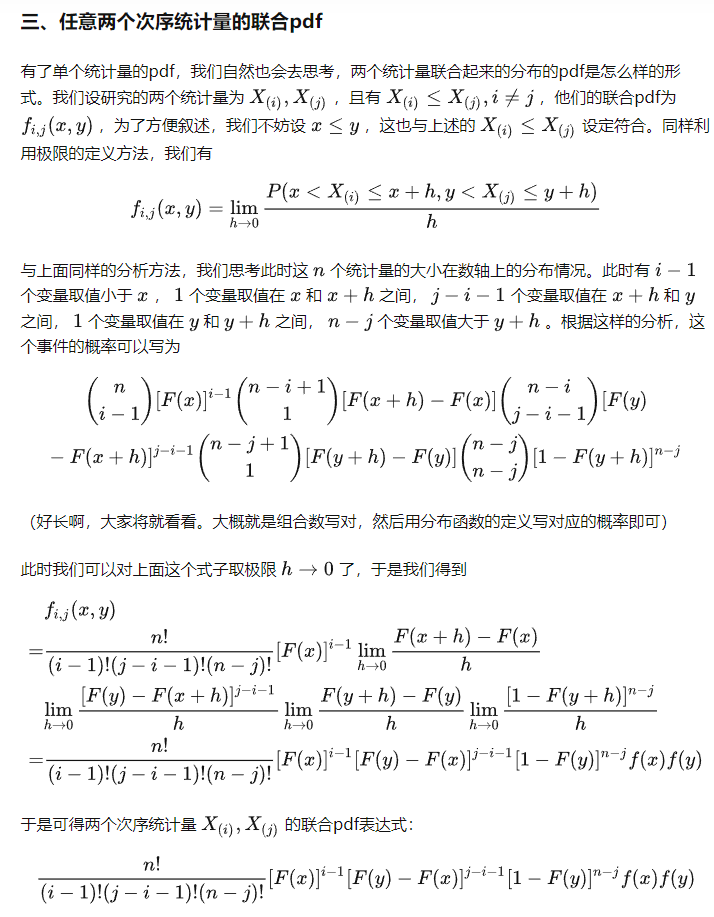 三、任意两个次序统计量的联合pdf
有了单个统计量的pdf，我们自然也会去思考，两个统计量联合起来的分布的pdf是怎么样的形
式。我们设研究的两个统计量为 $X_{(i)}, X_{(j)}$ ，且有 $X_{(i)} \leq X_{(j)}, i \neq j$ ，他们的联合pdf为
$f_{i,j}(x, y)$ ，为了方便叙述，我们不妨设 $x \leq y$ ，这也与上述的 $X_{(i)} \leq X_{(j)}$ 设定符合。同样利
用极限的定义方法，我们有
$f_{i,j}(x, y) = \lim_{h \to 0} \frac{P(x < X_{(i)} \leq x + h, y < X_{(j)} \leq y + h)}{h}$
与上面同样的分析方法，我们思考此时这 $n$ 个统计量的大小在数轴上的分布情况。此时有 $i - 1$
个变量取值小于 $x$ ， $1$ 个变量取值在 $x$ 和 $x + h$ 之间， $j - i - 1$ 个变量取值在 $x + h$ 和 $y$
之间， $1$ 个变量取值在 $y$ 和 $y + h$ 之间， $n - j$ 个变量取值大于 $y + h$ 。根据这样的分析，这
个事件的概率可以写为
$\binom{n}{i-1}[F(x)]^{i-1}\binom{n-i+1}{1}[F(x+h)-F(x)]\binom{n-i}{j-i-1}[F(y)$
$-F(x+h)]^{j-i-1}\binom{n-j+1}{1}[F(y+h)-F(y)]\binom{n-j}{n-j}[1-F(y+h)]^{n-j}$
（好长啊，大家将就看看。大概就是组合数写对，然后用分布函数的定义写对应的概率即可）
此时我们可以对上面这个式子取极限 $h \to 0$ 了，于是我们得到
$f_{i,j}(x, y)$
$=\frac{n!}{(i-1)!(j-i-1)!(n-j)!}[F(x)]^{i-1}\lim_{h \to 0}\frac{F(x+h)-F(x)}{h}$
$\lim_{h \to 0}\frac{[F(y)-F(x+h)]^{j-i-1}}{h}\lim_{h \to 0}\frac{F(y+h)-F(y)}{h}\lim_{h \to 0}\frac{[1-F(y+h)]^{n-j}}{h}$
$=\frac{n!}{(i-1)!(j-i-1)!(n-j)!}[F(x)]^{i-1}[F(y)-F(x)]^{j-i-1}[1-F(y)]^{n-j}f(x)f(y)$
于是可得两个次序统计量 $X_{(i)}, X_{(j)}$ 的联合pdf表达式：
$\frac{n!}{(i-1)!(j-i-1)!(n-j)!}[F(x)]^{i-1}[F(y)-F(x)]^{j-i-1}[1-F(y)]^{n-j}f(x)f(y)$